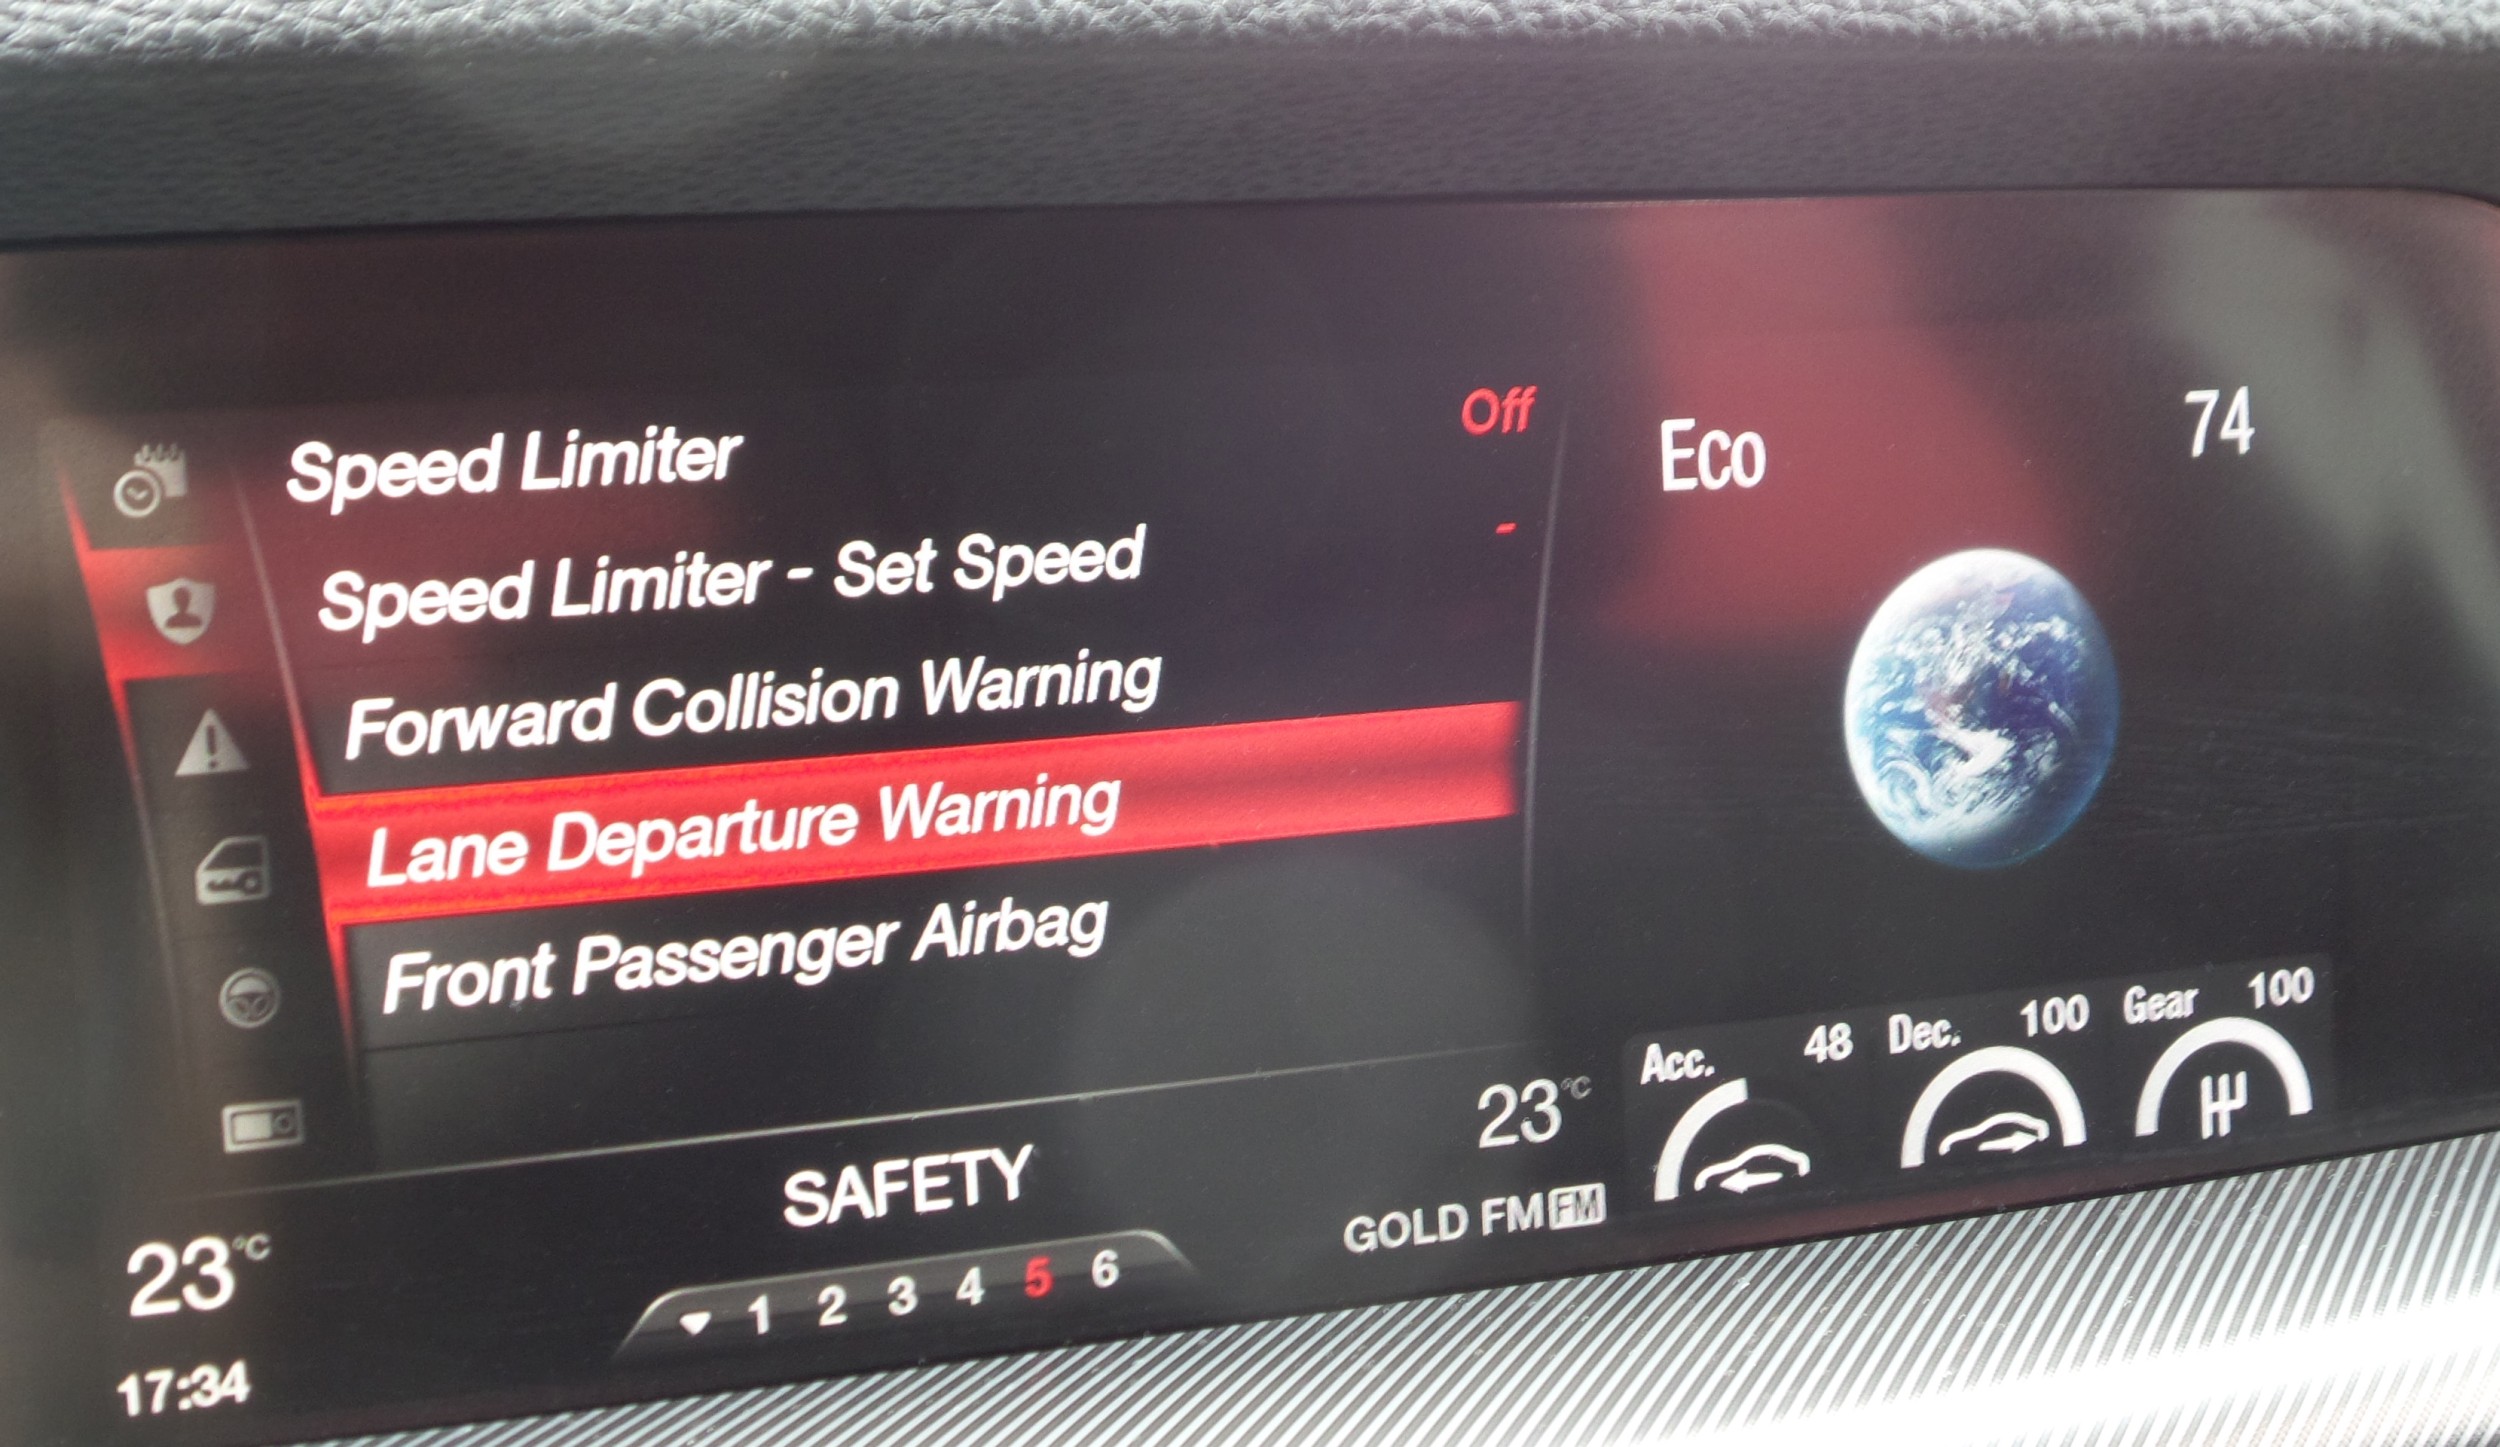 Speed Limiter Off
Speed Limiter - Set Speed -
Forward Collision Warning
Lane Departure Warning
Front Passenger Airbag
Eco 74
Acc. 48 Dec. 100 Gear 100
23°C
SAFETY
GOLD FM FM
23°C
1 2 3 4 5 6
17:34